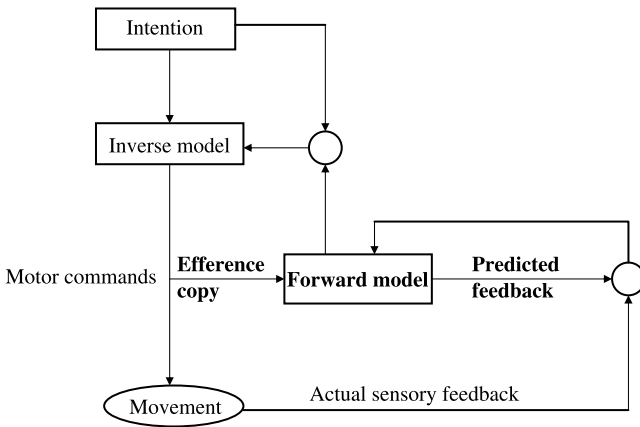 Intention
Inverse model
Motor commands
Efference
copy
Forward model
Predicted
feedback
Movement
Actual sensory feedback